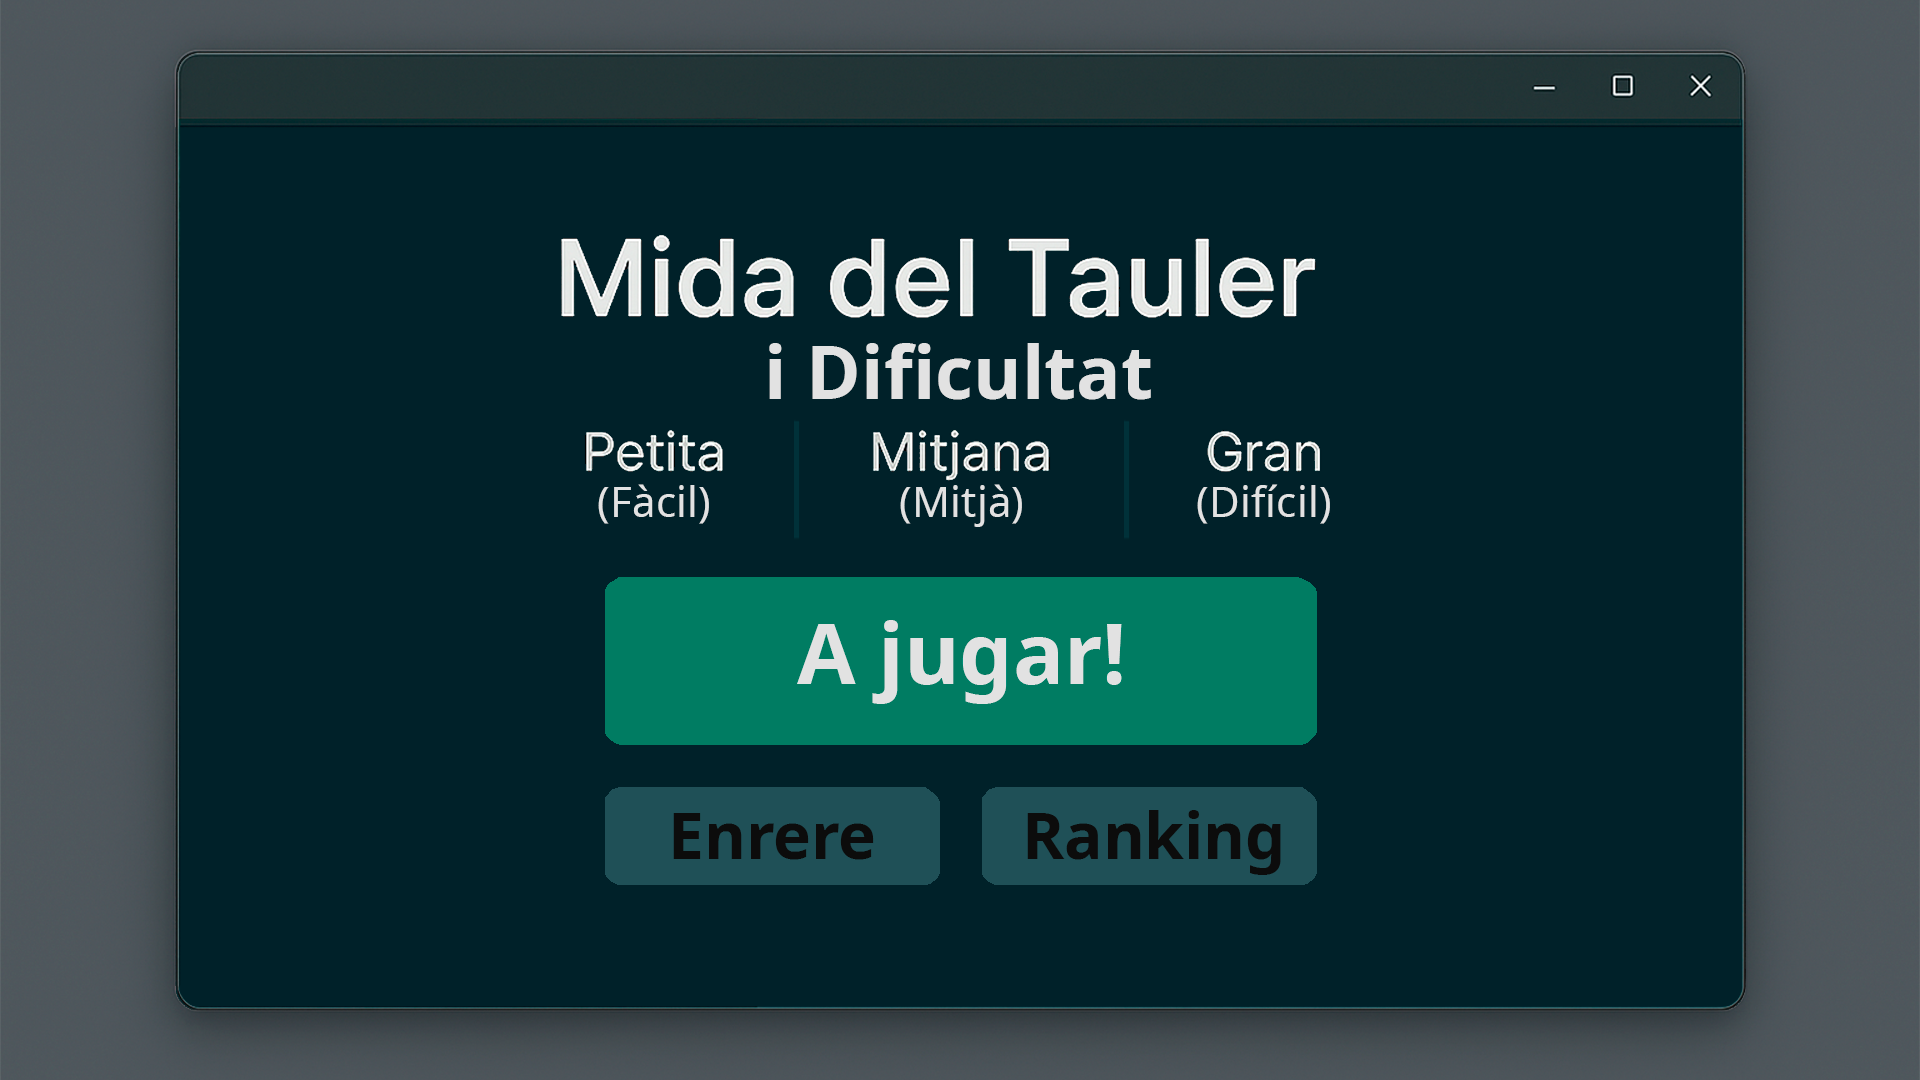 Mida del Tauler
i Dificultat
Petita Mitjana Gran
(Fàcil) (Mitjà) (Difícil)
A jugar!
Enrere Ranking